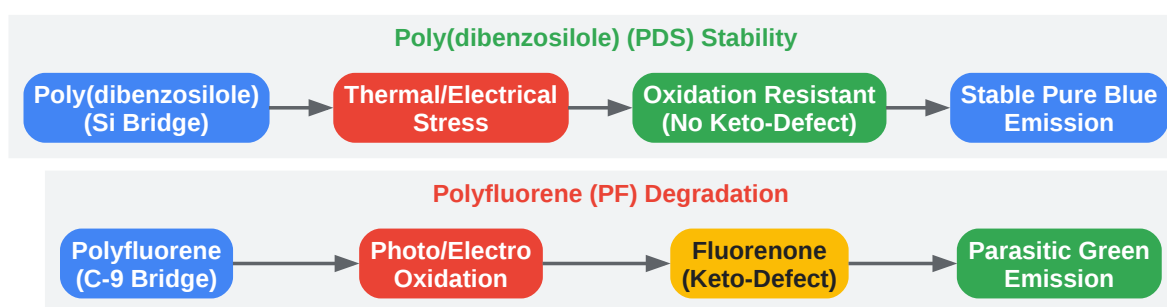 Poly(dibenzosilole) (PDS) Stability
Poly(dibenzosilole)
(Si Bridge)
Thermal/Electrical
Stress
Oxidation Resistant
(No Keto-Defect)
Stable Pure Blue
Emission
Polyfluorene (PF) Degradation
Polyfluorene
(C-9 Bridge)
Photo/Electro
Oxidation
Fluorenone
(Keto-Defect)
Parasitic Green
Emission